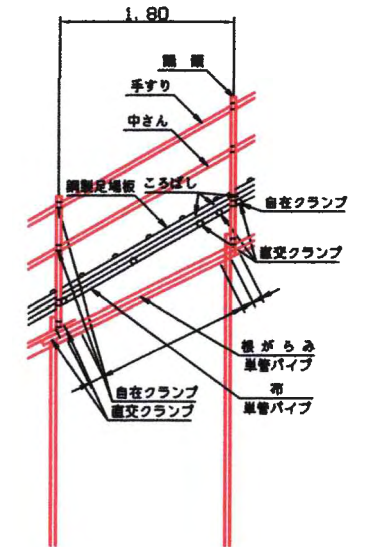 1.80
手すり
中さん
鋼製足場板
ころばし
自在クランプ
直交クランプ
根がらみ
単管パイプ
布
単管パイプ
自在クランプ
直交クランプ